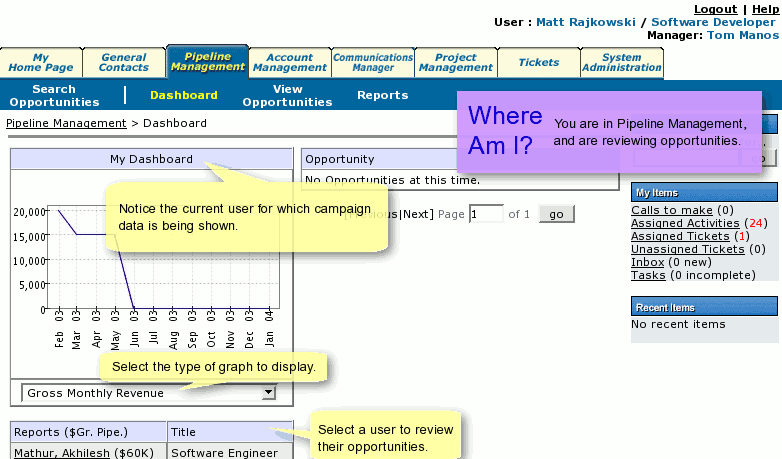 Logout | Help
User : Matt Rajkowski / Software Developer
Manager: Tom Manos
My Home Page
General Contacts
Pipeline Management
Account Management
Communications Manager
Project Management
Tickets
System Administration
Search Opportunities
Dashboard
View Opportunities
Reports
Where Am I?
You are in Pipeline Management,
and are reviewing opportunities.
Pipeline Management > Dashboard
My Dashboard
Notice the current user for which campaign
data is being shown.
20,000
15,000
10,000
5,000
0
Feb 03
Mar 03
Apr 03
May 03
Jun 03
Jul 03
Aug 03
Sep 03
Oct 03
Nov 03
Dec 03
Jan 04
Select the type of graph to display.
Gross Monthly Revenue
Reports ($Gr. Pipe.)
Title
Mathur, Akhilesh ($60K)
Software Engineer
Select a user to review
their opportunities.
Opportunity
No Opportunities at this time.
|Next] Page 1 of 1 go
My Items
Calls to make (0)
Assigned Activities (24)
Assigned Tickets (1)
Unassigned Tickets (0)
Inbox (0 new)
Tasks (0 incomplete)
Recent Items
No recent items